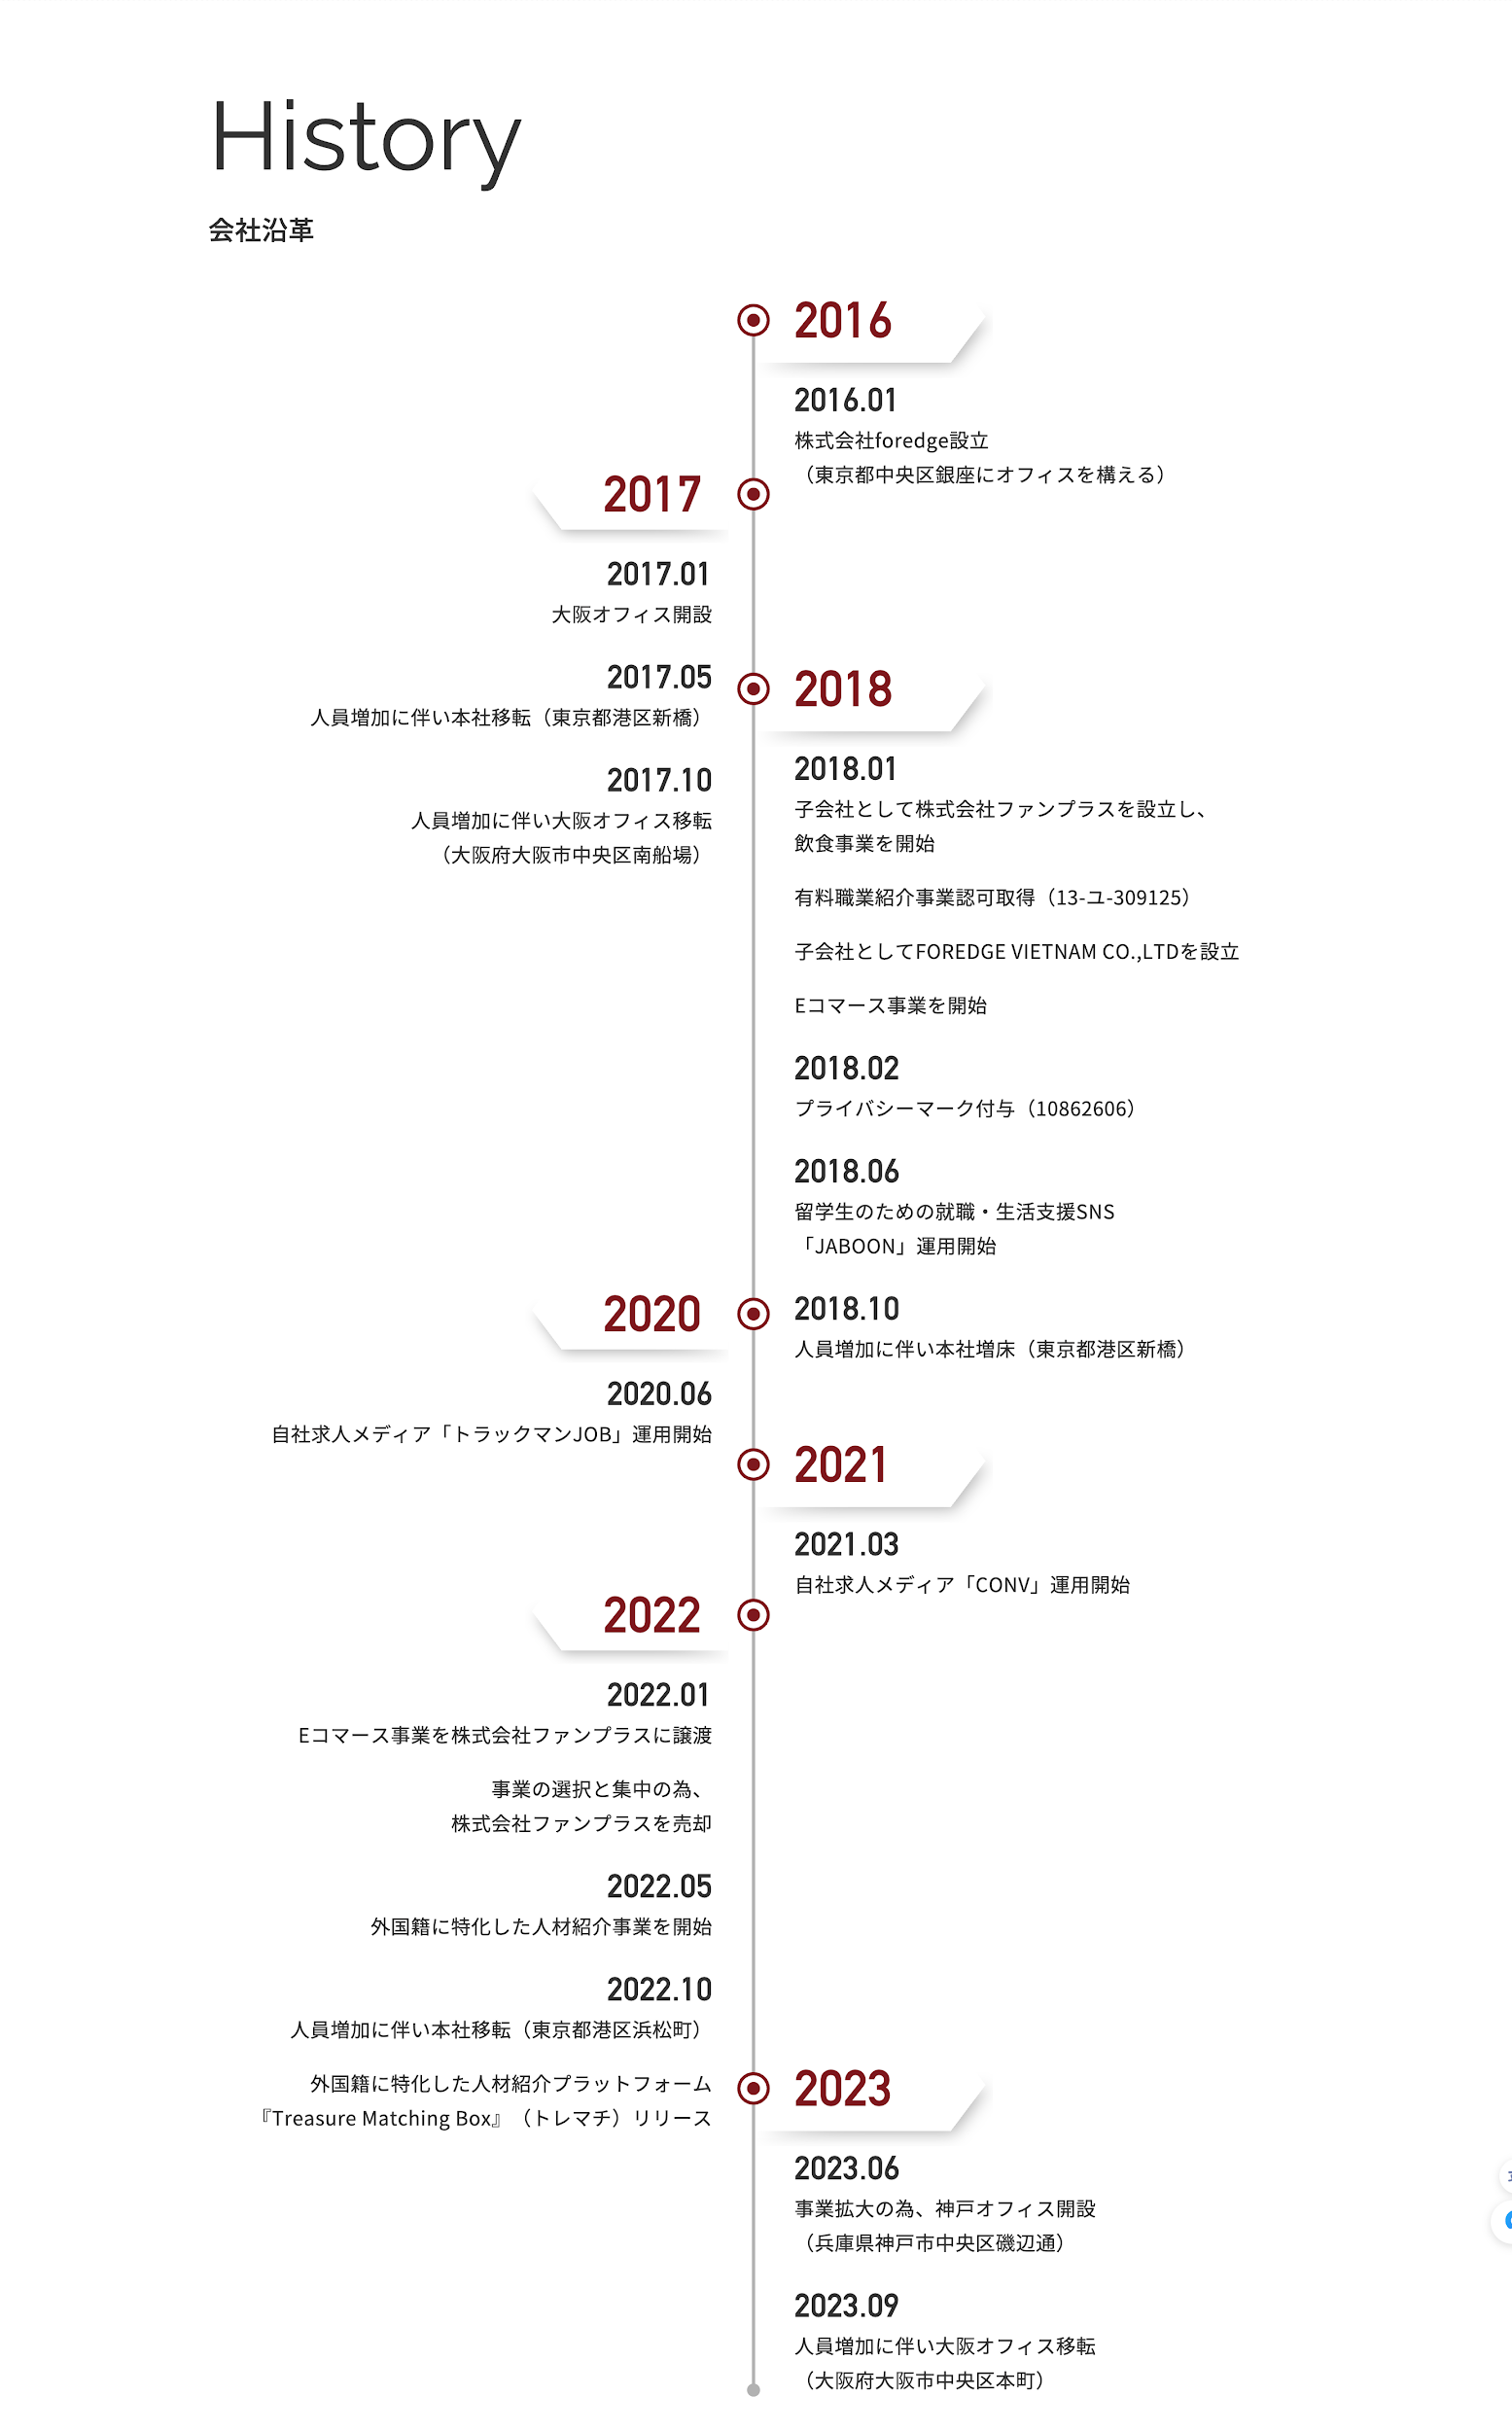 History
会社沿革
2016
2016.01
株式会社foredge設立
（東京都中央区銀座にオフィスを構える）
2017
2017.01
大阪オフィス開設
2017.05
人員増加に伴い本社移転（東京都港区新橋）
2017.10
人員増加に伴い大阪オフィス移転
（大阪府大阪市中央区南船場）
2018
2018.01
子会社として株式会社ファンプラスを設立し、
飲食事業を開始
有料職業紹介事業認可取得（13-ユ-309125）
子会社としてFOREDGE VIETNAM CO.,LTDを設立
Eコマース事業を開始
2018.02
プライバシーマーク付与（10862606）
2018.06
留学生のための就職・生活支援SNS
「JABOON」運用開始
2018.10
人員増加に伴い本社増床（東京都港区新橋）
2020
2020.06
自社求人メディア「トラックマンJOB」運用開始
2021
2021.03
自社求人メディア「CONV」運用開始
2022
2022.01
Eコマース事業を株式会社ファンプラスに譲渡
事業の選択と集中の為、
株式会社ファンプラスを売却
2022.05
外国籍に特化した人材紹介事業を開始
2022.10
人員増加に伴い本社移転（東京都港区浜松町）
外国籍に特化した人材紹介プラットフォーム
『Treasure Matching Box』（トレマチ）リリース
2023
2023.06
事業拡大の為、神戸オフィス開設
（兵庫県神戸市中央区磯辺通）
2023.09
人員増加に伴い大阪オフィス移転
（大阪府大阪市中央区本町）